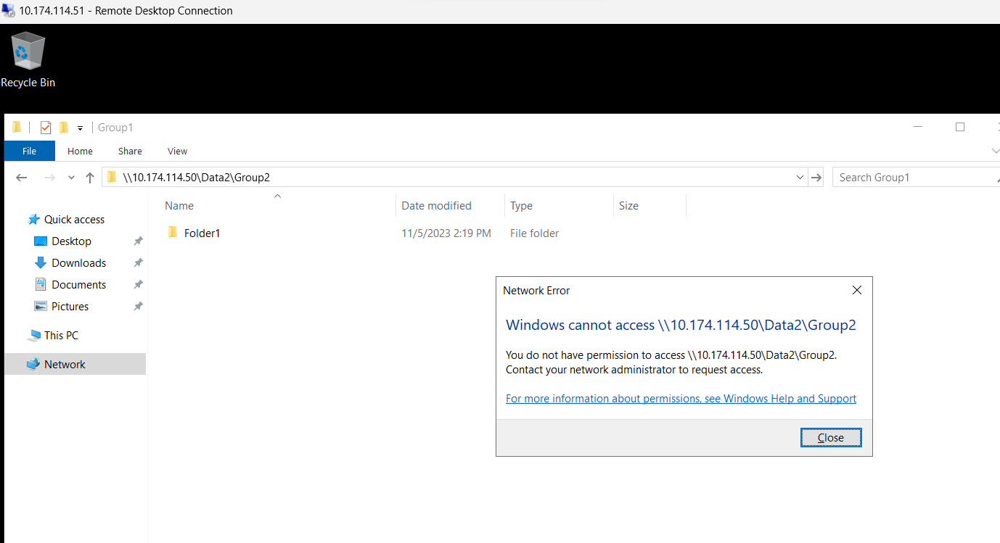 10.174.114.51 - Remote Desktop Connection
Recycle Bin
Group1
File Home Share View
\\10.174.114.50\Data2\Group2
Search Group1
Name Date modified Type Size
Folder1 11/5/2023 2:19 PM File folder
Quick access
Desktop
Downloads
Documents
Pictures
This PC
Network
Network Error
Windows cannot access \\10.174.114.50\Data2\Group2
You do not have permission to access \\10.174.114.50\Data2\Group2.
Contact your network administrator to request access.
For more information about permissions, see Windows Help and Support
Close